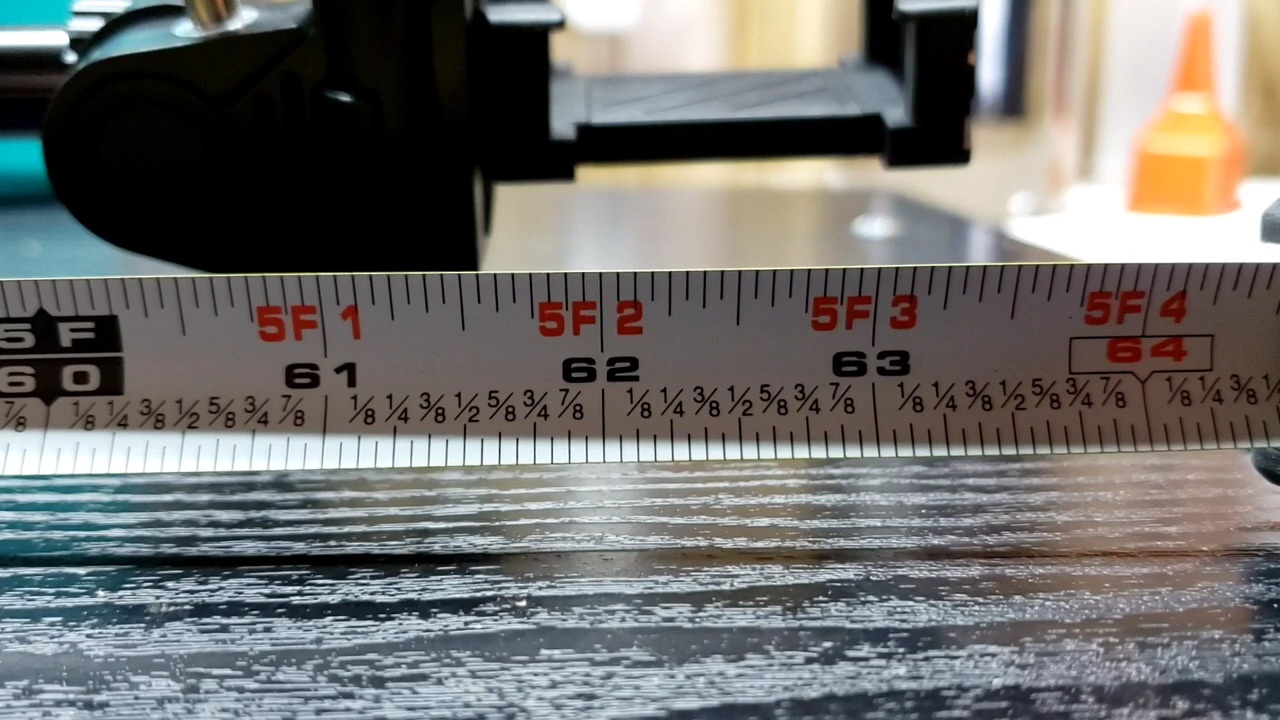 5F 5F 1 5F 2 5F 3 5F 4
60 61 62 63 64
⅞ ⅛ ¼ ⅜ ½ ⅝ ¾ ⅞ ⅛ ¼ ⅜ ½ ⅝ ¾ ⅞ ⅛ ¼ ⅜ ½ ⅝ ¾ ⅞ ⅛ ¼ ⅜ ½ ⅝ ¾ ⅞ ⅛ ¼ ⅜